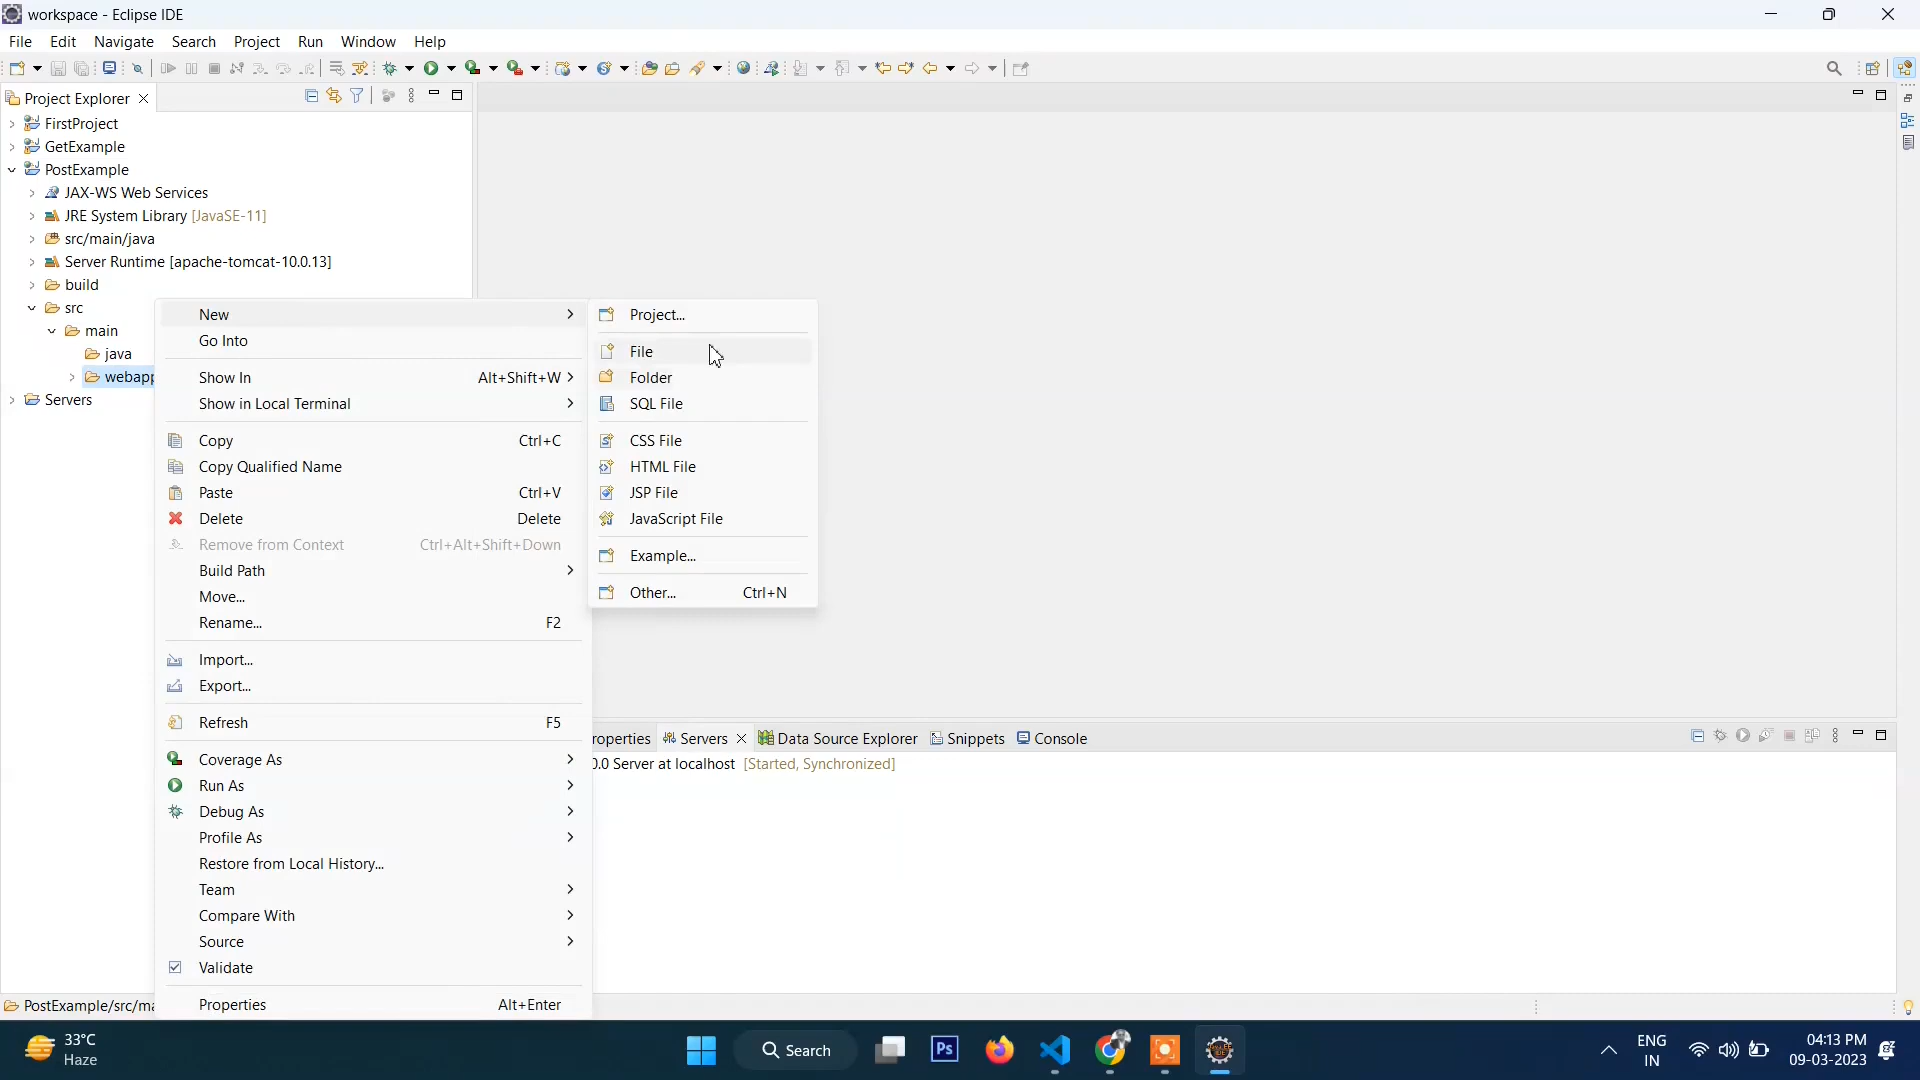 workspace - Eclipse IDE
File Edit Navigate Search Project Run Window Help
Project Explorer
FirstProject
GetExample
PostExample
JAX-WS Web Services
JRE System Library [JavaSE-11]
src/main/java
Server Runtime [apache-tomcat-10.0.13]
build
src
main
java
webapp
Servers
New
Go Into
Show In Alt+Shift+W
Show in Local Terminal
Copy Ctrl+C
Copy Qualified Name
Paste Ctrl+V
Delete Delete
Remove from Context Ctrl+Alt+Shift+Down
Build Path
Move...
Rename... F2
Import...
Export...
Refresh F5
Coverage As
Run As
Debug As
Profile As
Restore from Local History...
Team
Compare With
Source
Validate
Properties Alt+Enter
Project...
File
Folder
SQL File
CSS File
HTML File
JSP File
JavaScript File
Example...
Other... Ctrl+N
roperties Servers Data Source Explorer Snippets Console
0.0 Server at localhost [Started, Synchronized]
PostExample/src/ma
33°C
Haze
Search
Ps
ENG
IN
04:13 PM
09-03-2023